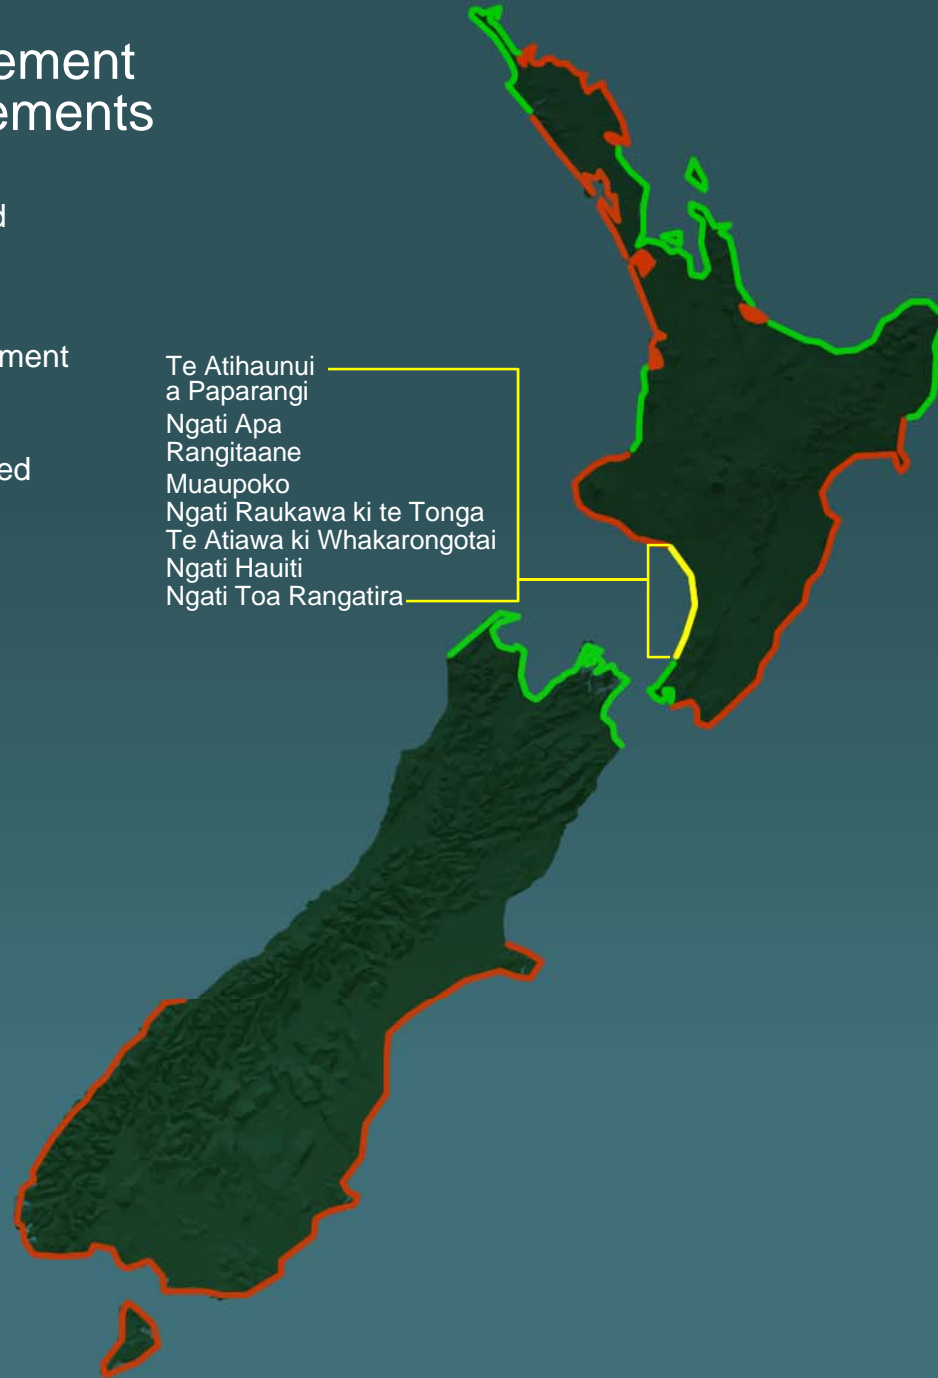 ement
ements
d
ment
ed
Te Atihaunui
a Paparangi
Ngati Apa
Rangitaane
Muaupoko
Ngati Raukawa ki te Tonga
Te Atiawa ki Whakarongotai
Ngati Hauiti
Ngati Toa Rangatira